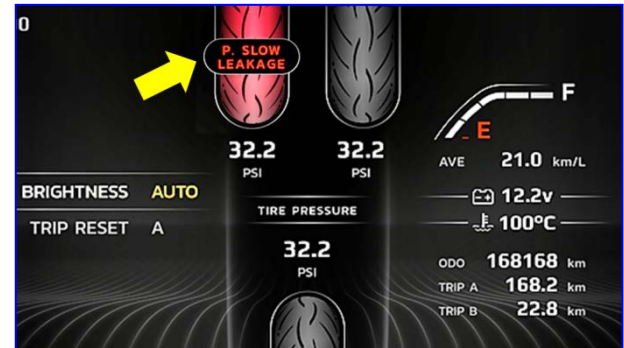 0
P. SLOW
LEAKAGE
32.2
PSI
32.2
PSI
BRIGHTNESS AUTO
TRIP RESET A
TIRE PRESSURE
32.2
PSI
F
E
AVE 21.0 km/L
12.2v
100°C
ODO 168168 km
TRIP A 168.2 km
TRIP B 22.8 km